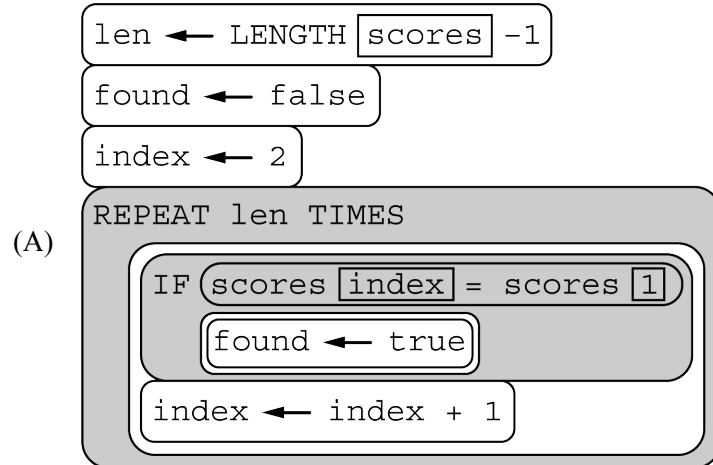 len ← LENGTH scores -1
found ← false
index ← 2
REPEAT len TIMES
(A)
IF scores index = scores 1
found ← true
index ← index + 1